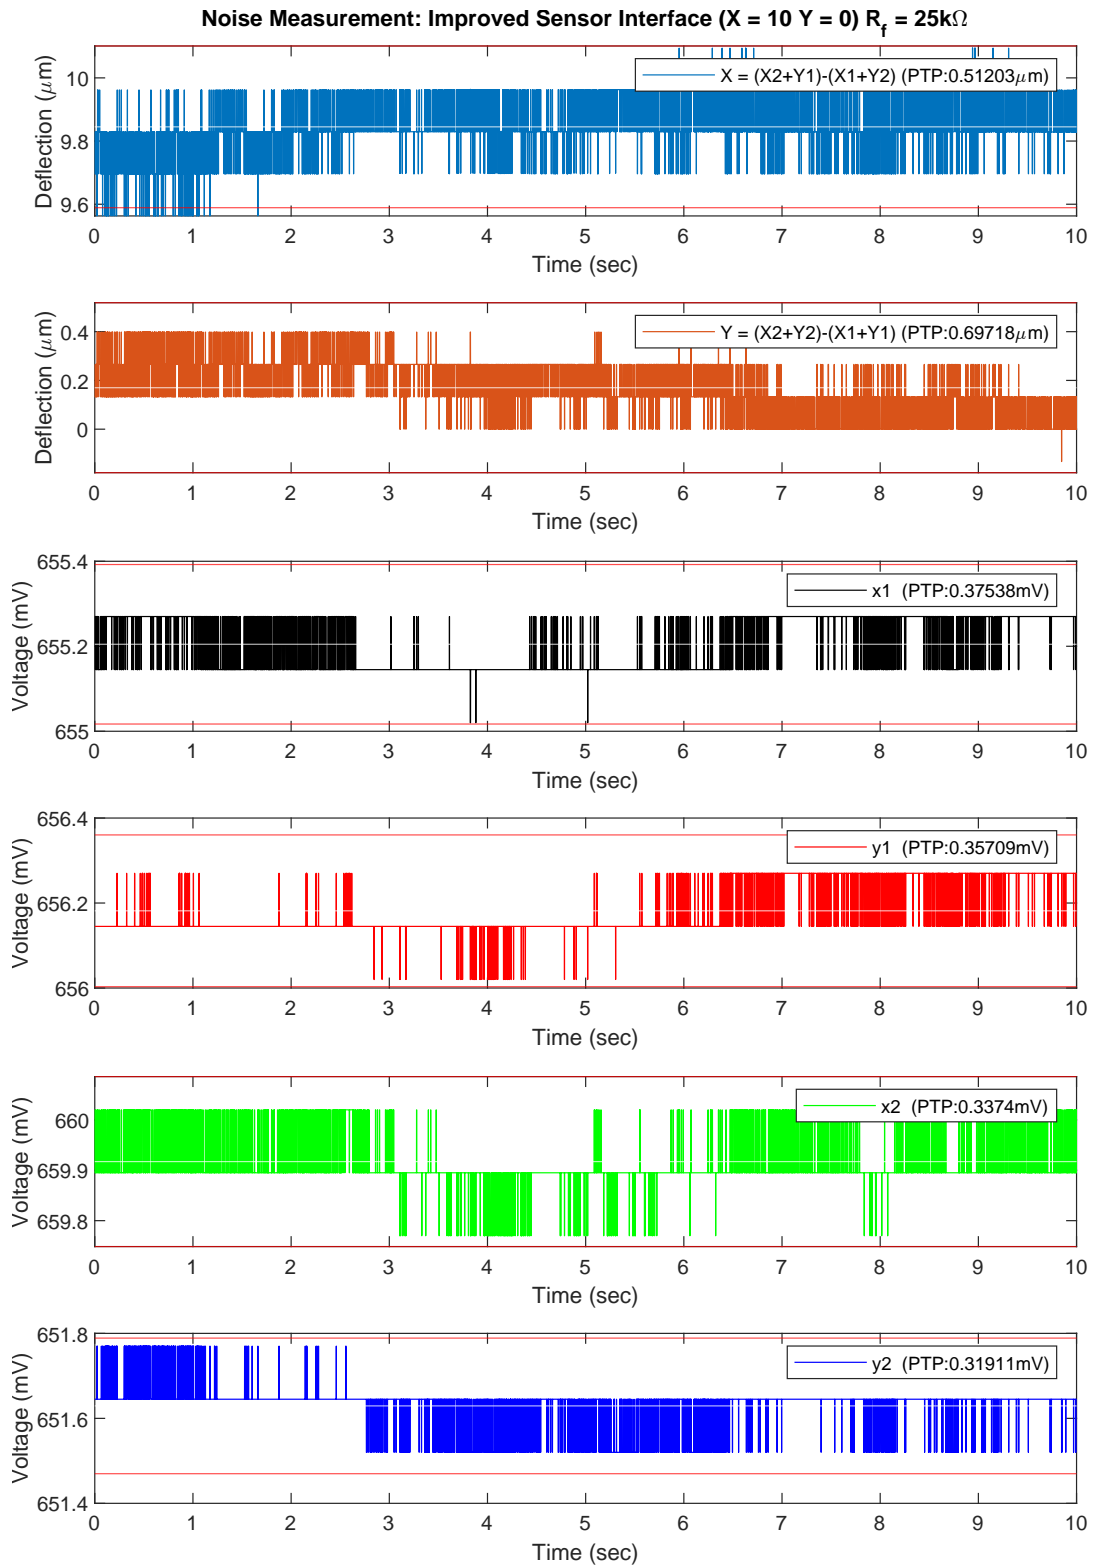 Noise Measurement: Improved Sensor Interface (X = 10 Y = 0) R_f = 25kΩ
Deflection (μm)
10
9.8
9.6
X = (X2+Y1)-(X1+Y2) (PTP:0.51203μm)
0 1 2 3 4 5 6 7 8 9 10
Time (sec)
Deflection (μm)
0.4
0.2
0
Y = (X2+Y2)-(X1+Y1) (PTP:0.69718μm)
0 1 2 3 4 5 6 7 8 9 10
Time (sec)
Voltage (mV)
655.4
655.2
655
x1 (PTP:0.37538mV)
0 1 2 3 4 5 6 7 8 9 10
Time (sec)
Voltage (mV)
656.4
656.2
656
y1 (PTP:0.35709mV)
0 1 2 3 4 5 6 7 8 9 10
Time (sec)
Voltage (mV)
660
659.9
659.8
x2 (PTP:0.3374mV)
0 1 2 3 4 5 6 7 8 9 10
Time (sec)
Voltage (mV)
651.8
651.6
651.4
y2 (PTP:0.31911mV)
0 1 2 3 4 5 6 7 8 9 10
Time (sec)